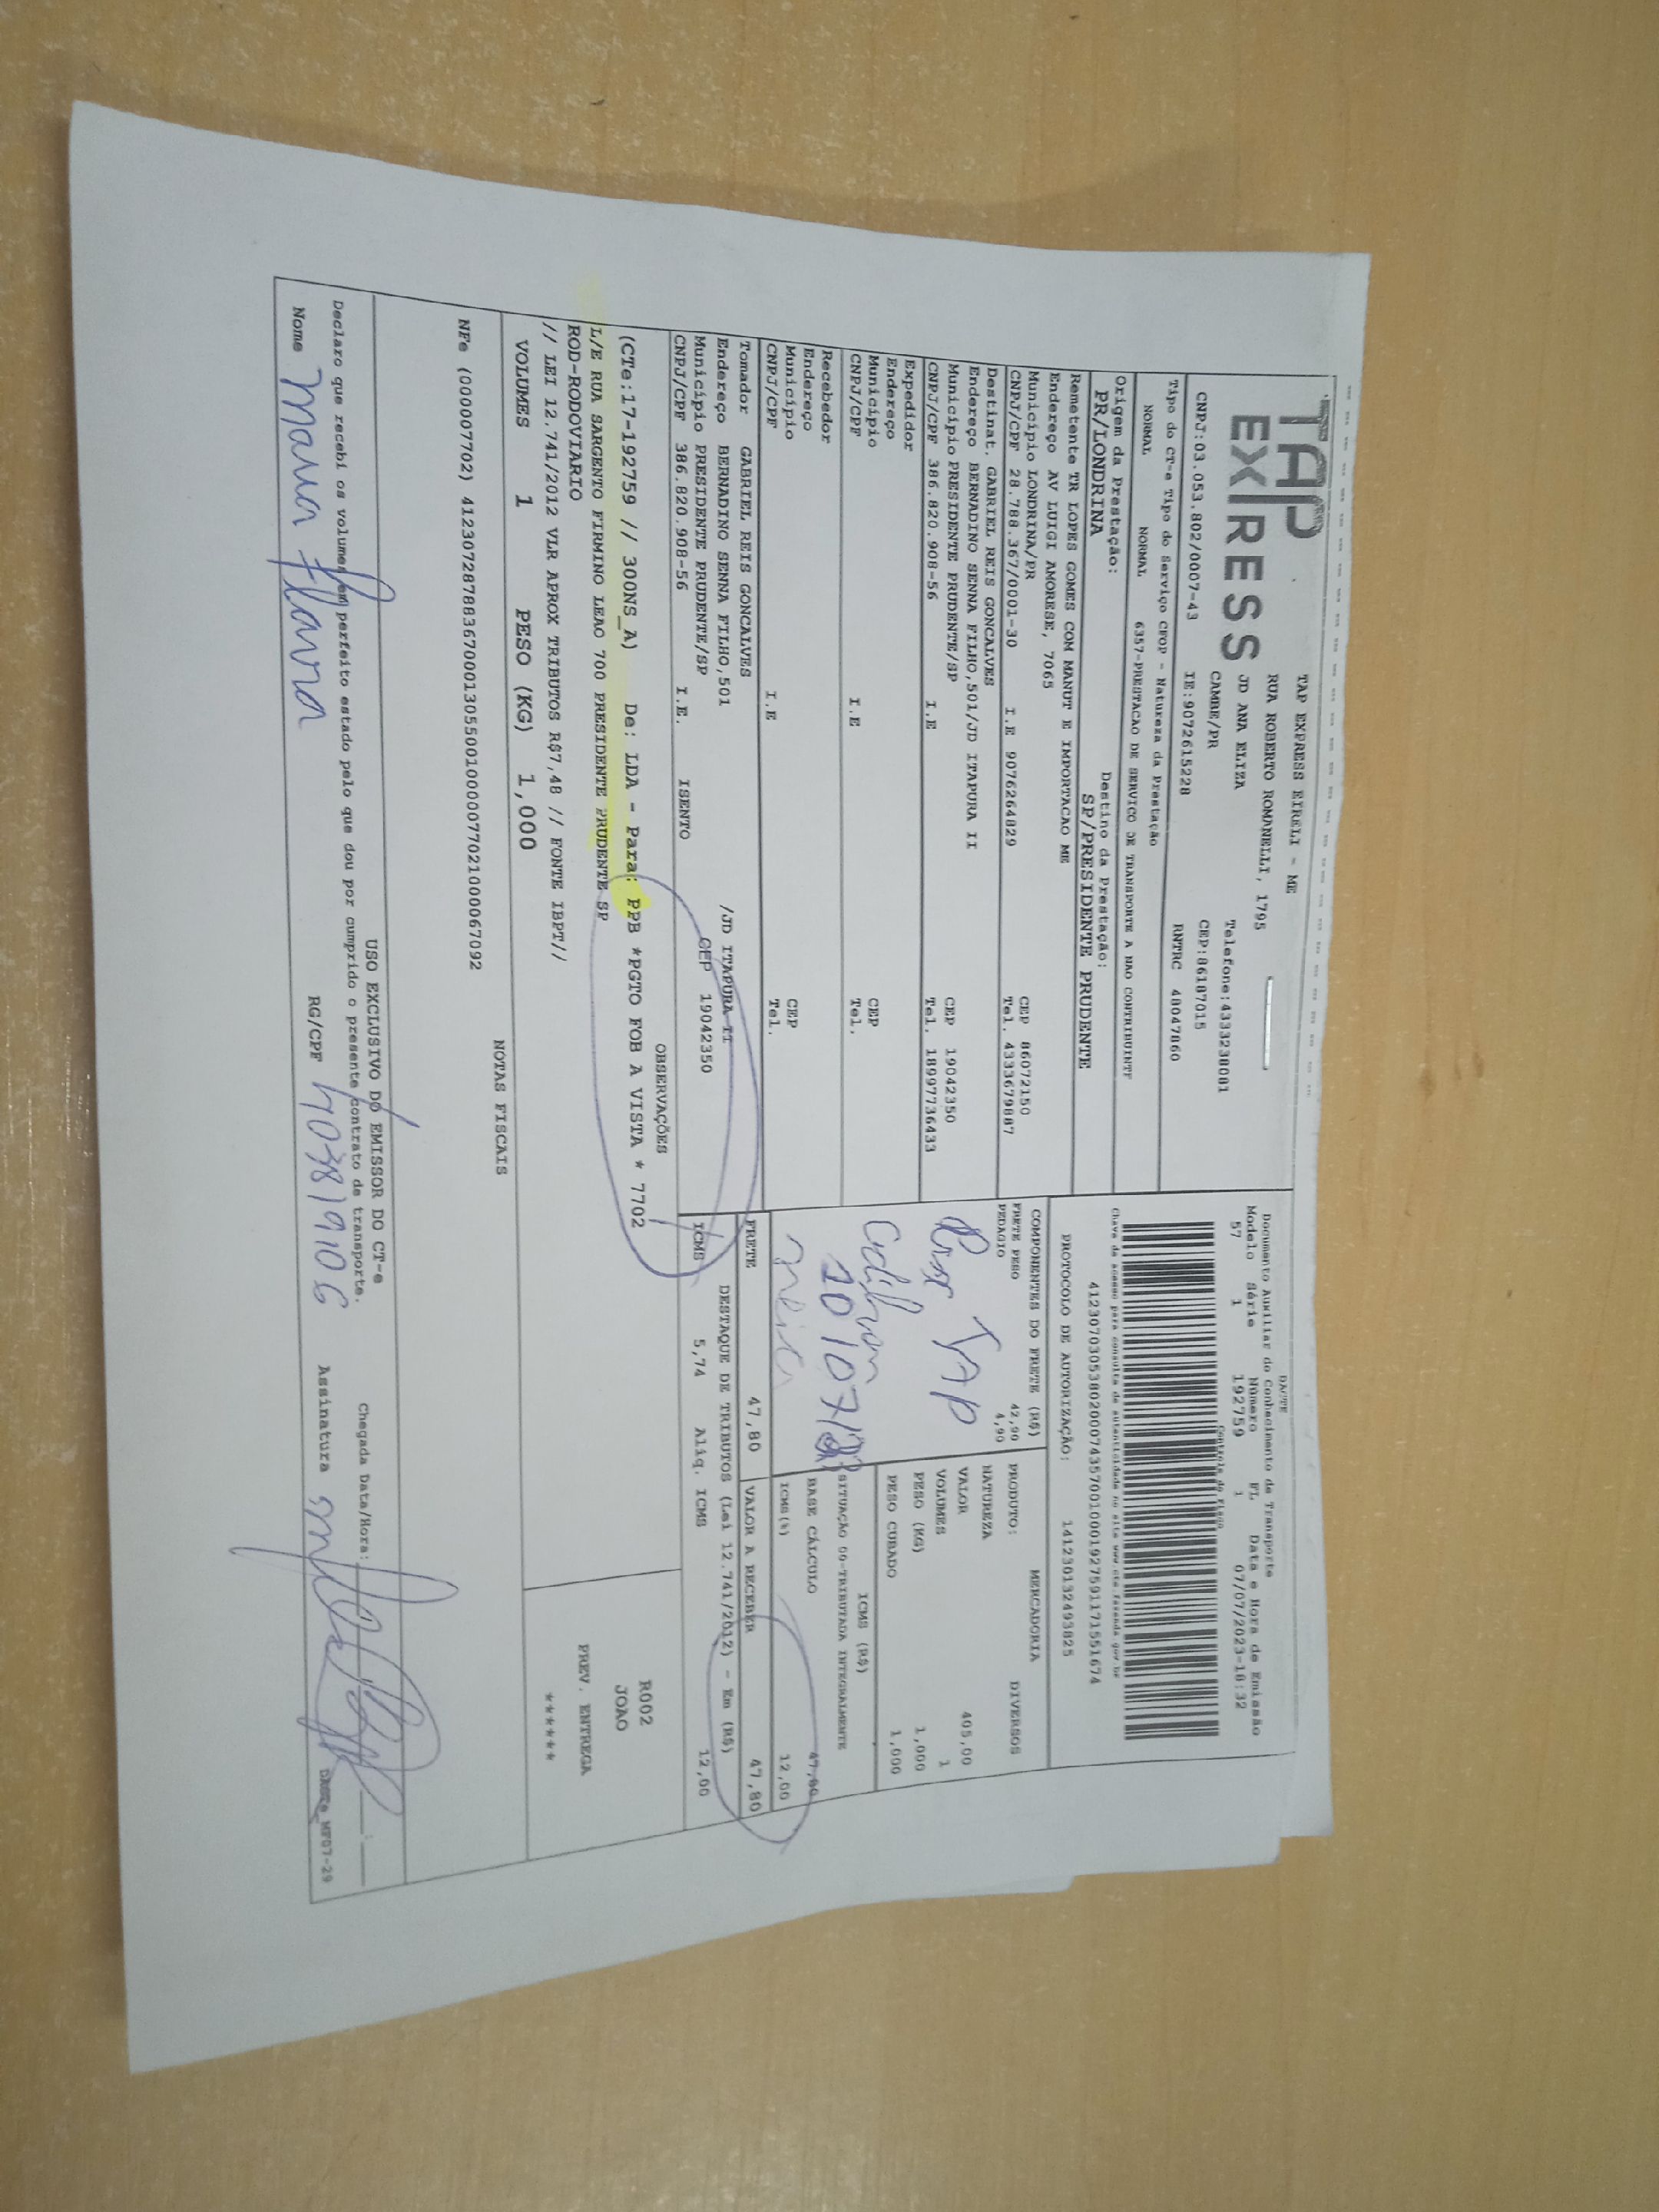 TAP
EXPRESS
TAP EXPRESS EIRELI - ME
RUA ROBERTO ROMANELLI, 1795
JD ANA ELIZA
CAMBE/PR
Telefone:4333238081
CEP:86187015
CNPJ:03.053.802/0007-43
IE:9072615228
RNTRC 48047860
DACTE
Documento Auxiliar do Conhecimento de Transporte
Modelo Série Número FL Data e Hora de Emissão
57 1 192759 1 07/07/2023-18:32
Controle do Fisco
Chave de acesso para consulta de autenticidade no site www.cte.fazenda.gov.br
41230703053802000743570010001927591171551674
PROTOCOLO DE AUTORIZAÇÃO: 141230132493825
Tipo do CT-e Tipo do Serviço CFOP - Natureza da Prestação
NORMAL NORMAL 6357-PRESTACAO DE SERVICO DE TRANSPORTE A NAO CONTRIBUINTE
Origem da Prestação: Destino da Prestação:
PR/LONDRINA SP/PRESIDENTE PRUDENTE
Remetente TR LOPES GOMES COM MANUT E IMPORTACAO ME
Endereço AV LUIGI AMORESE, 7065
Município LONDRINA/PR CEP 86072150
CNPJ/CPF 28.788.367/0001-30 I.E 9076264829 Tel. 4333679887
Destinat. GABRIEL REIS GONCALVES
Endereço BERNADINO SENNA FILHO,501/JD ITAPURA II
Município PRESIDENTE PRUDENTE/SP CEP 19042350
CNPJ/CPF 386.820.908-56 I.E Tel. 18997736433
Expedidor
Endereço
Município CEP
CNPJ/CPF I.E Tel.
Recebedor
Endereço
Município CEP
CNPJ/CPF I.E Tel.
Tomador GABRIEL REIS GONCALVES
Endereço BERNADINO SENNA FILHO,501 /JD ITAPURA II
Município PRESIDENTE PRUDENTE/SP CEP 19042350
CNPJ/CPF 386.820.908-56 I.E. ISENTO
COMPONENTES DO FRETE (R$)
FRETE PESO 42,90
PEDAGIO 4,90
TAP
20/07/23
MERCADORIA
PRODUTO: DIVERSOS
NATUREZA
VALOR 405,00
VOLUMES 1
PESO (KG) 1,000
PESO CUBADO 1,000
ICMS (R$)
SITUAÇÃO 00-TRIBUTADA INTEGRALMENTE
BASE CÁLCULO 47,80
ICMS(%) 12,00
FRETE 47,80 VALOR A RECEBER 47,80
DESTAQUE DE TRIBUTOS (Lei 12.741/2012) - Em (R$)
ICMS 5,74 Aliq. ICMS 12,00
OBSERVAÇÕES
(CTe:17-192759 // 300NS_A) De: LDA - Para: PPB *PGTO FOB A VISTA * 7702
L/E RUA SARGENTO FIRMINO LEAO 700 PRESIDENTE PRUDENTE SP
ROD-RODOVIARIO
// LEI 12.741/2012 VLR APROX TRIBUTOS R$7,48 // FONTE IBPT//
R002
JOAO
PREV. ENTREGA
******
VOLUMES 1 PESO (KG) 1,000
NOTAS FISCAIS
NFe (000007702) 41230728788367000130550010000077021000067092
USO EXCLUSIVO DO EMISSOR DO CT-e
Declaro que recebi os volumes em perfeito estado pelo que dou por cumprido o presente contrato de transporte.
Chegada Data/Hora:
Nome Maria Flavia RG/CPF 403819106 Assinatura
DACTE_MF07-29